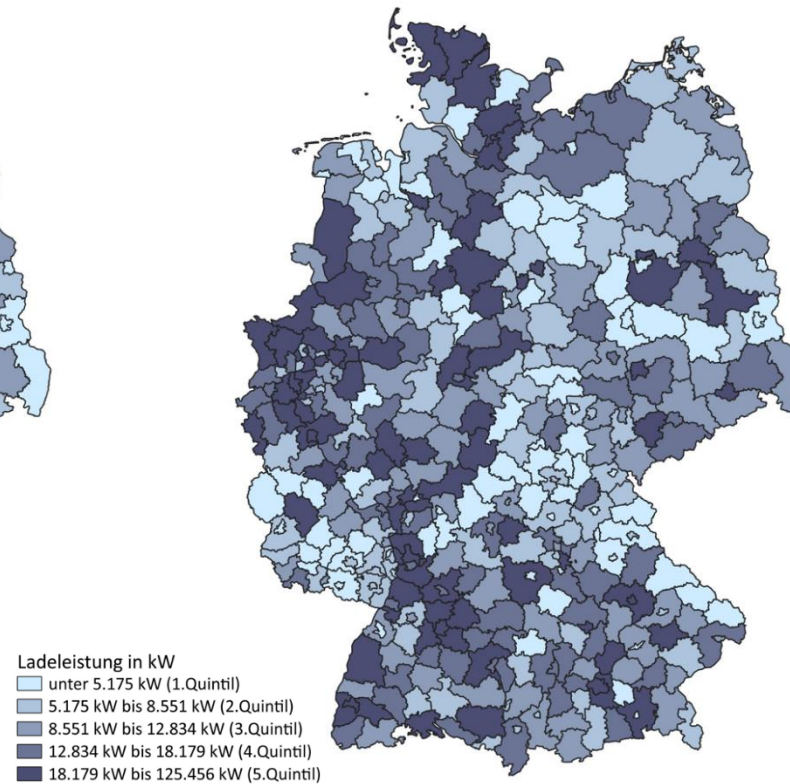 Ladeleistung in kW
unter 5.175 kW (1.Quintil)
5.175 kW bis 8.551 kW (2.Quintil)
8.551 kW bis 12.834 kW (3.Quintil)
12.834 kW bis 18.179 kW (4.Quintil)
18.179 kW bis 125.456 kW (5.Quintil)